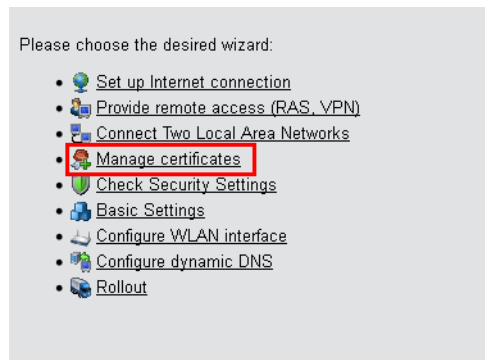 Please choose the desired wizard:
Set up Internet connection
Provide remote access (RAS, VPN)
Connect Two Local Area Networks
Manage certificates
Check Security Settings
Basic Settings
Configure WLAN interface
Configure dynamic DNS
Rollout